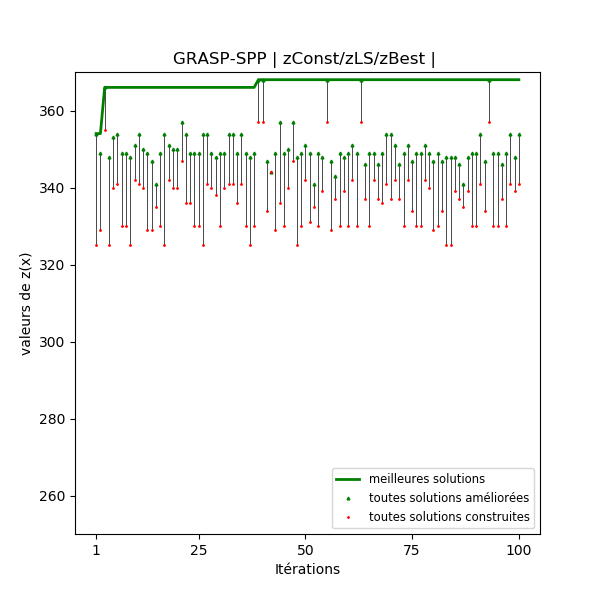 GRASP-SPP | zConst/zLS/zBest |
valeurs de z(x)
360
340
320
300
280
260
meilleures solutions
toutes solutions améliorées
toutes solutions construites
1 25 50 75 100
Itérations